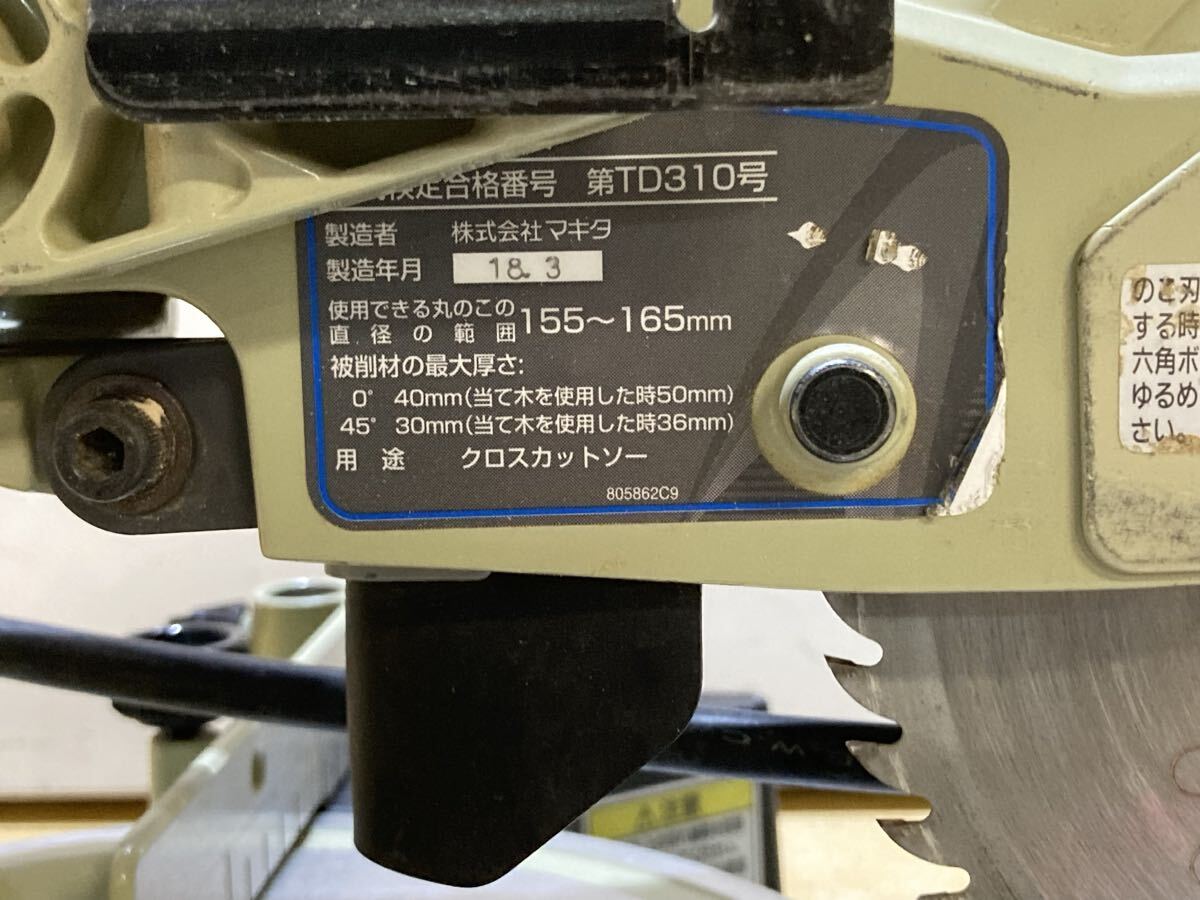 検定合格番号 第TD310号
製造者 株式会社マキタ
製造年月 18.3
使用できる丸のこの
直径の範囲 155〜165mm
被削材の最大厚さ:
0° 40mm(当て木を使用した時50mm)
45° 30mm(当て木を使用した時36mm)
用途 クロスカットソー
805862C9
のこ刃
する時
六角ボ
ゆるめ
さい。
注意